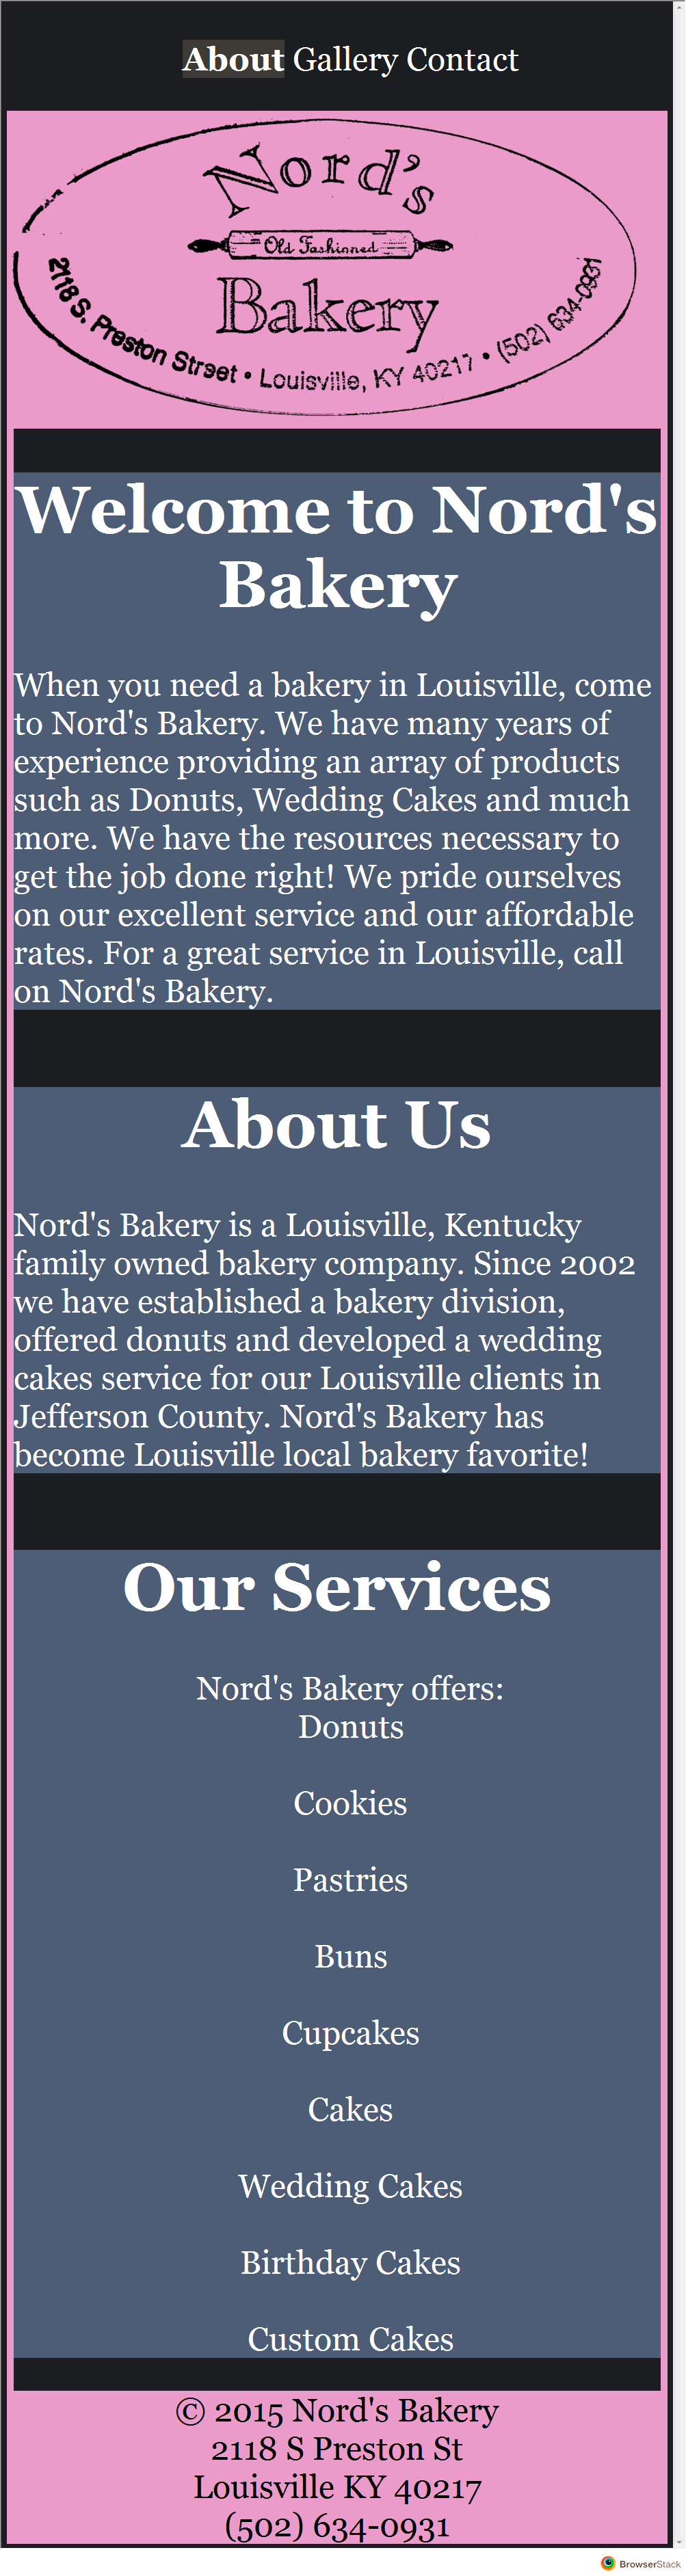 About Gallery Contact
Nord's
Old Fashioned
Bakery
2118 S. Preston Street • Louisville, KY 40217 • (502) 634-0931
Welcome to Nord's
Bakery
When you need a bakery in Louisville, come
to Nord's Bakery. We have many years of
experience providing an array of products
such as Donuts, Wedding Cakes and much
more. We have the resources necessary to
get the job done right! We pride ourselves
on our excellent service and our affordable
rates. For a great service in Louisville, call
on Nord's Bakery.
About Us
Nord's Bakery is a Louisville, Kentucky
family owned bakery company. Since 2002
we have established a bakery division,
offered donuts and developed a wedding
cakes service for our Louisville clients in
Jefferson County. Nord's Bakery has
become Louisville local bakery favorite!
Our Services
Nord's Bakery offers:
Donuts
Cookies
Pastries
Buns
Cupcakes
Cakes
Wedding Cakes
Birthday Cakes
Custom Cakes
© 2015 Nord's Bakery
2118 S Preston St
Louisville KY 40217
(502) 634-0931
BrowserStack